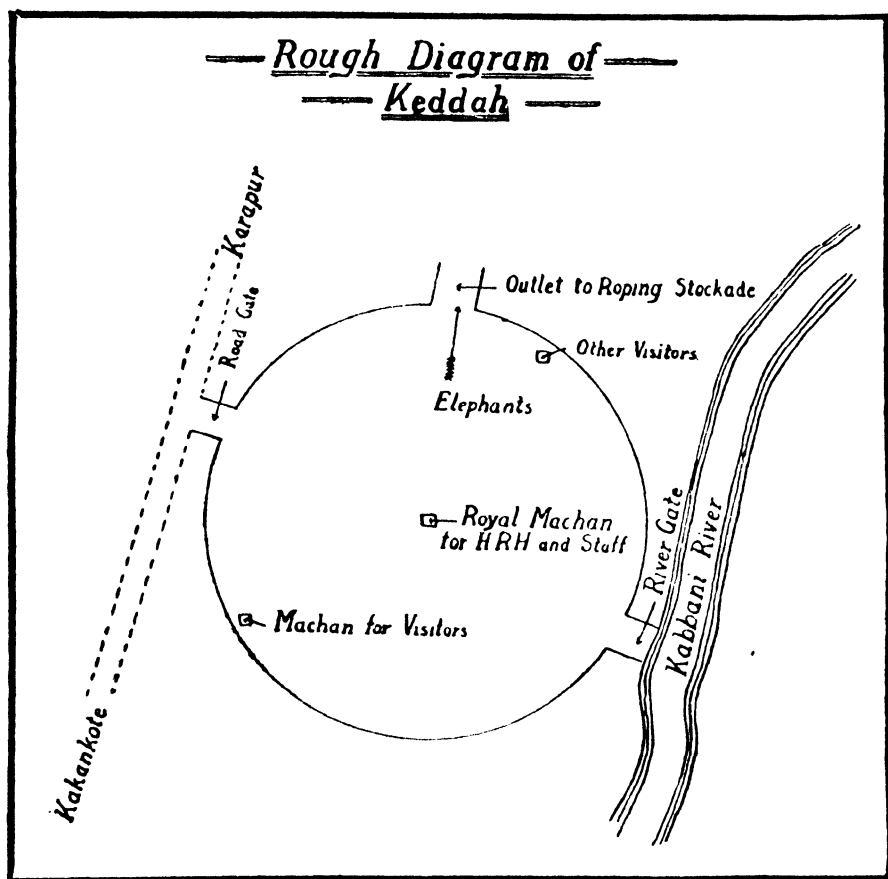 Rough Diagram of
Keddah
Karapur
Road Gate
Outlet to Roping Stockade
Other Visitors.
Elephants
Royal Machan
for HRH and Staff
River Gate
Kabbani River
Machan for Visitors
Kakankote